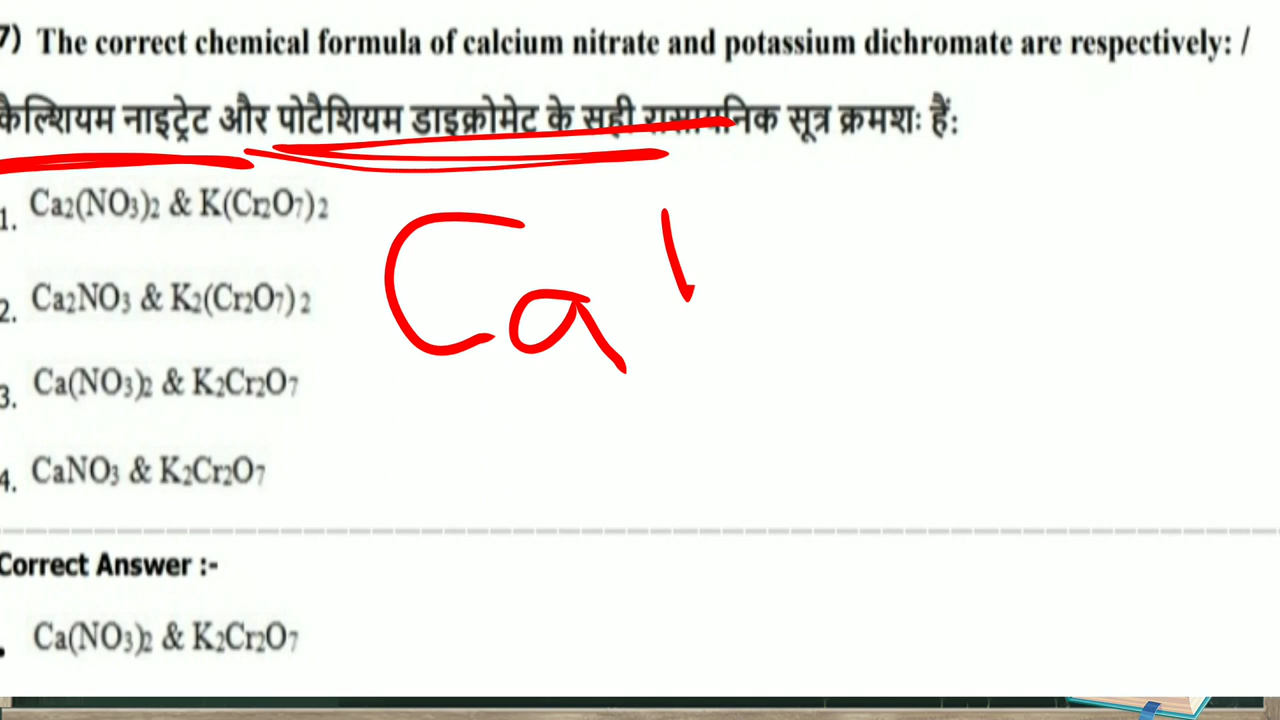 7) The correct chemical formula of calcium nitrate and potassium dichromate are respectively: /
कैल्शियम नाइट्रेट और पोटैशियम डाइक्रोमेट के सही रासायनिक सूत्र क्रमशः हैं:
1. Ca2(NO3)2 & K(Cr2O7)2
Ca
2. Ca2NO3 & K2(Cr2O7)2
3. Ca(NO3)2 & K2Cr2O7
4. CaNO3 & K2Cr2O7
Correct Answer :-
Ca(NO3)2 & K2Cr2O7